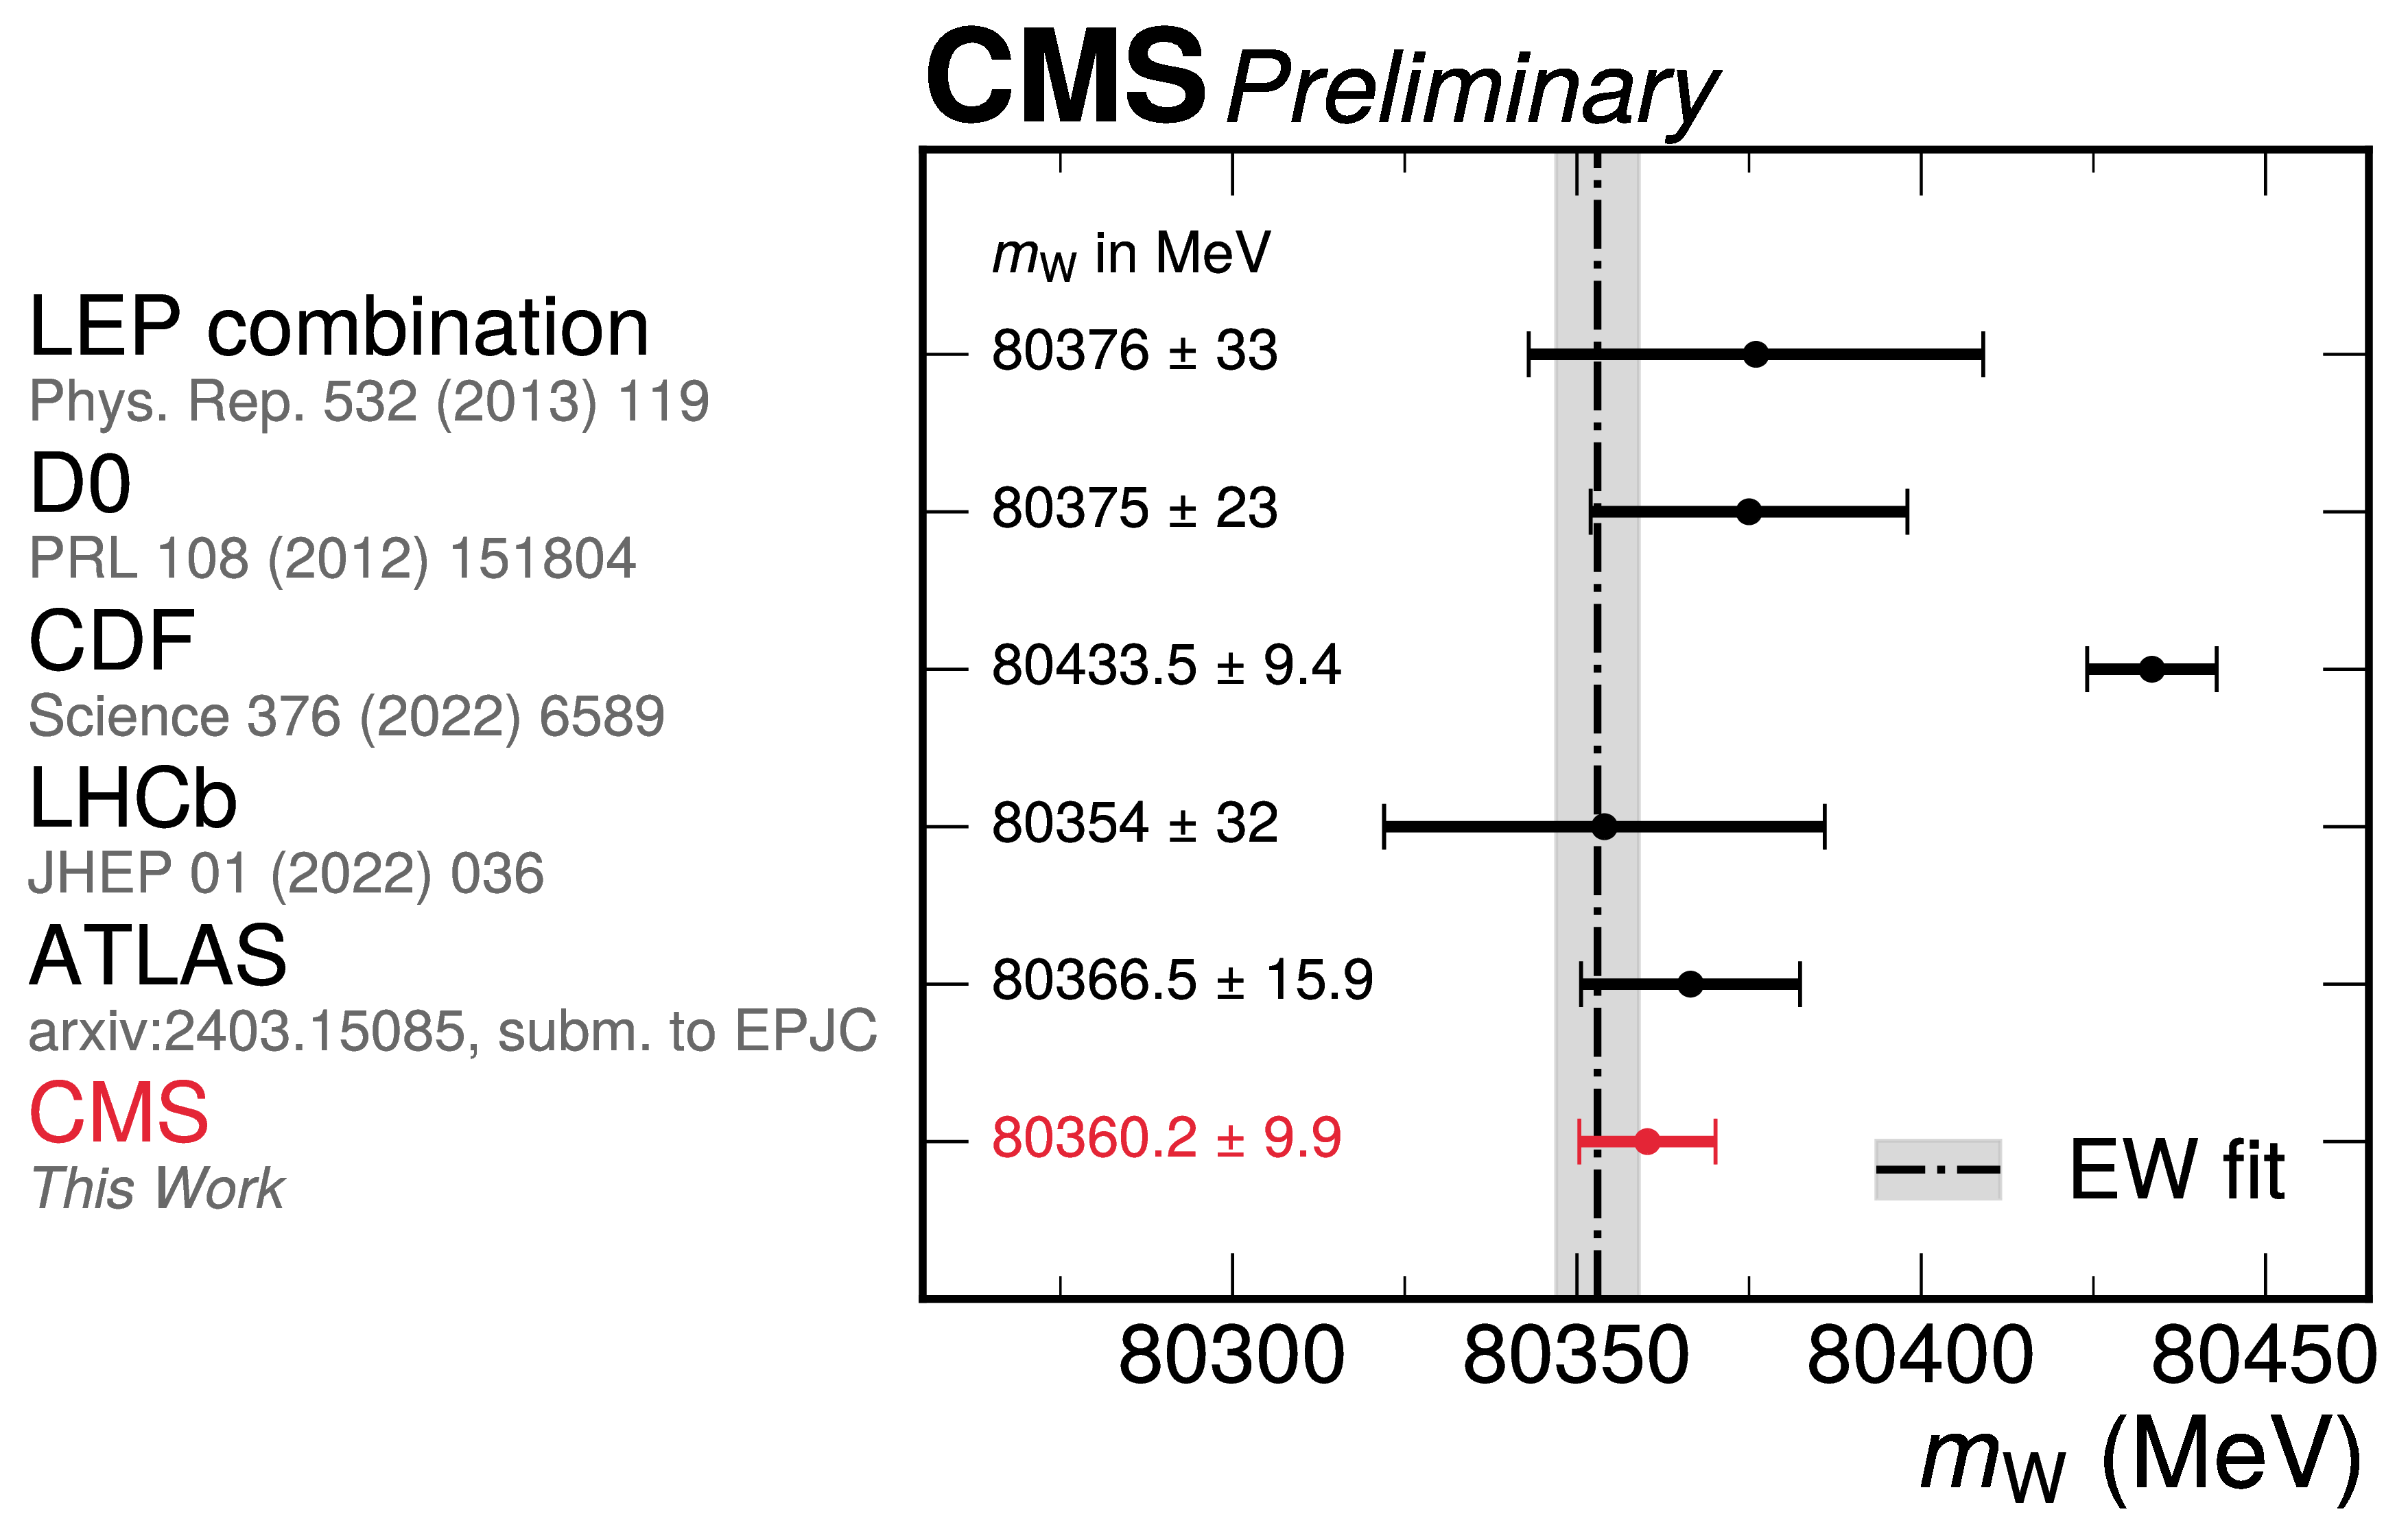 CMS Preliminary
m_W in MeV
LEP combination 80376 ± 33
Phys. Rep. 532 (2013) 119
D0 80375 ± 23
PRL 108 (2012) 151804
CDF 80433.5 ± 9.4
Science 376 (2022) 6589
LHCb 80354 ± 32
JHEP 01 (2022) 036
ATLAS 80366.5 ± 15.9
arxiv:2403.15085, subm. to EPJC
CMS 80360.2 ± 9.9
This Work
EW fit
80300 80350 80400 80450
m_W (MeV)